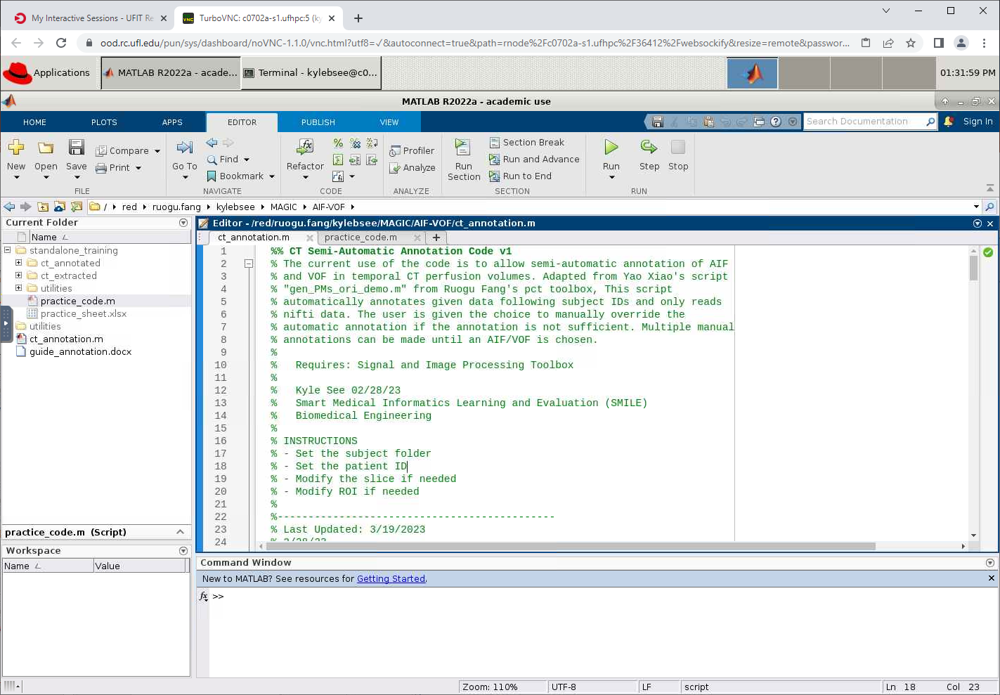 My Interactive Sessions - UFIT Re
TurboVNC: c0702a-s1.ufhpc:5 (ky
ood.rc.ufl.edu/pun/sys/dashboard/noVNC-1.1.0/vnc.html?utf8=✓&autoconnect=true&path=rnode%2Fc0702a-s1.ufhpc%2F36412%2Fwebsockify&resize=remote&passwor...
Applications
MATLAB R2022a - acade...
Terminal - kylebsee@c0...
01:31:59 PM
MATLAB R2022a - academic use
HOME PLOTS APPS EDITOR PUBLISH VIEW
Search Documentation
Sign In
New Open Save Compare Print
Go To Find Bookmark
Refactor
Profiler
Analyze
Run Section
Section Break
Run and Advance
Run to End
Run Step Stop
FILE NAVIGATE CODE ANALYZE SECTION RUN
/ red ruogu.fang kylebsee MAGIC AIF-VOF
Current Folder
Name
standalone_training
ct_annotated
ct_extracted
utilities
practice_code.m
practice_sheet.xlsx
utilities
ct_annotation.m
guide_annotation.docx
practice_code.m (Script)
Workspace
Name Value
Editor - /red/ruogu.fang/kylebsee/MAGIC/AIF-VOF/ct_annotation.m
ct_annotation.m practice_code.m
1 %% CT Semi-Automatic Annotation Code v1
2 % The current use of the code is to allow semi-automatic annotation of AIF
3 % and VOF in temporal CT perfusion volumes. Adapted from Yao Xiao's script
4 % "gen_PMs_ori_demo.m" from Ruogu Fang's pct toolbox, This script
5 % automatically annotates given data following subject IDs and only reads
6 % nifti data. The user is given the choice to manually override the
7 % automatic annotation if the annotation is not sufficient. Multiple manual
8 % annotations can be made until an AIF/VOF is chosen.
9 %
10 % Requires: Signal and Image Processing Toolbox
11 %
12 % Kyle See 02/28/23
13 % Smart Medical Informatics Learning and Evaluation (SMILE)
14 % Biomedical Engineering
15 %
16 % INSTRUCTIONS
17 % - Set the subject folder
18 % - Set the patient ID
19 % - Modify the slice if needed
20 % - Modify ROI if needed
21 %
22 %---------------------------------------------
23 % Last Updated: 3/19/2023
24 % 2/28/23
Command Window
New to MATLAB? See resources for Getting Started.
fx >>
Zoom: 110% UTF-8 LF script Ln 18 Col 23